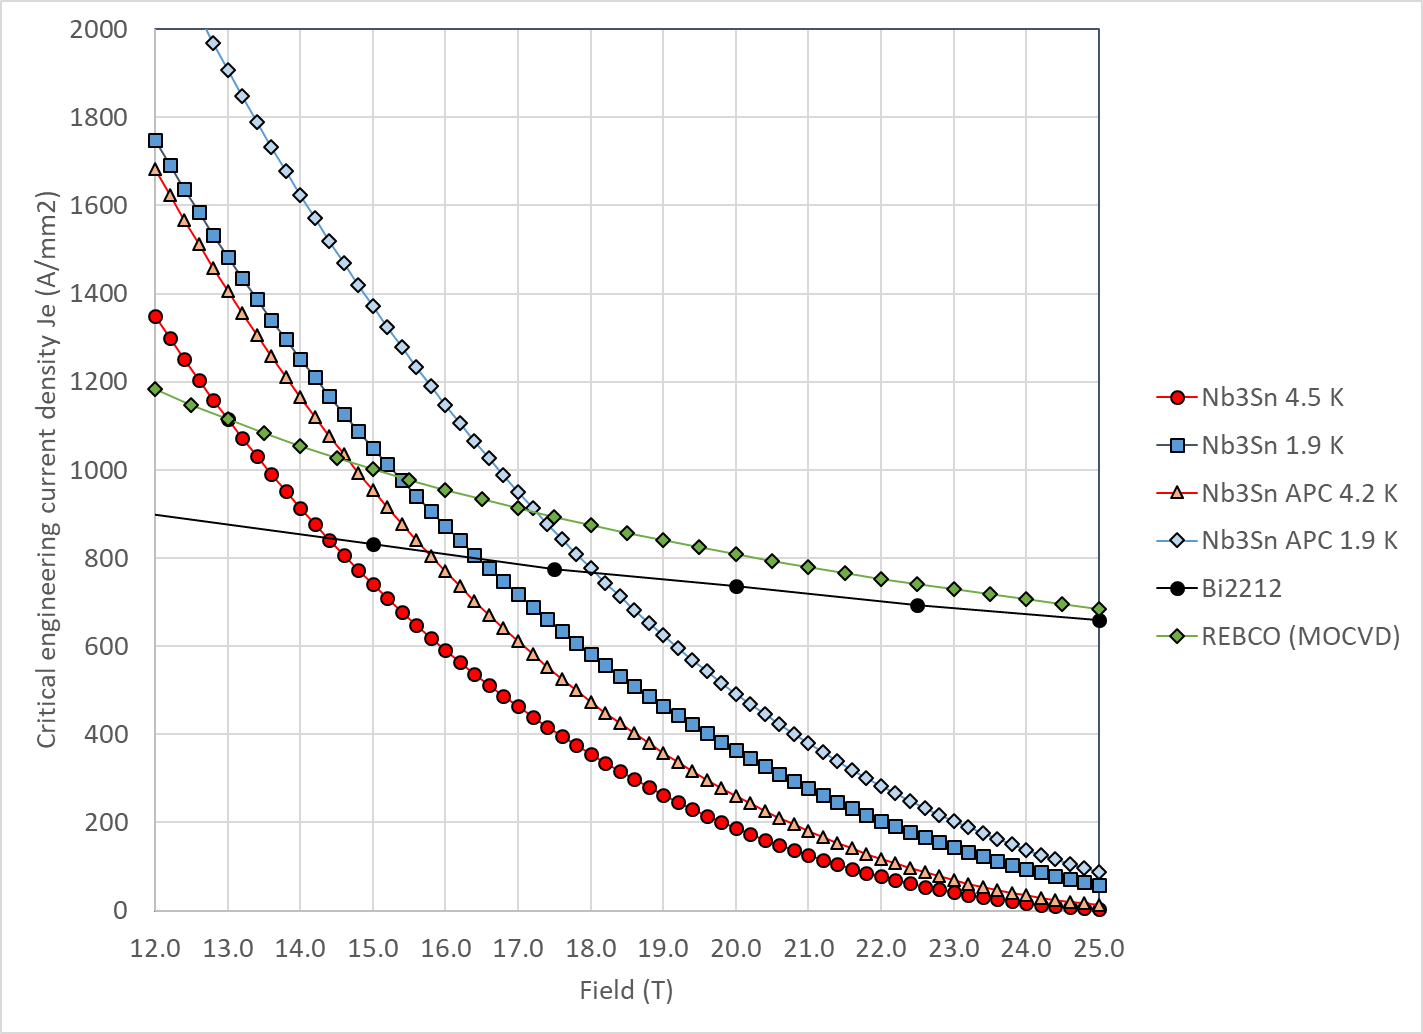 Critical engineering current density Je (A/mm2)
2000
1800
1600
1400
1200
1000
800
600
400
200
0
12.0 13.0 14.0 15.0 16.0 17.0 18.0 19.0 20.0 21.0 22.0 23.0 24.0 25.0
Field (T)
Nb3Sn 4.5 K
Nb3Sn 1.9 K
Nb3Sn APC 4.2 K
Nb3Sn APC 1.9 K
Bi2212
REBCO (MOCVD)